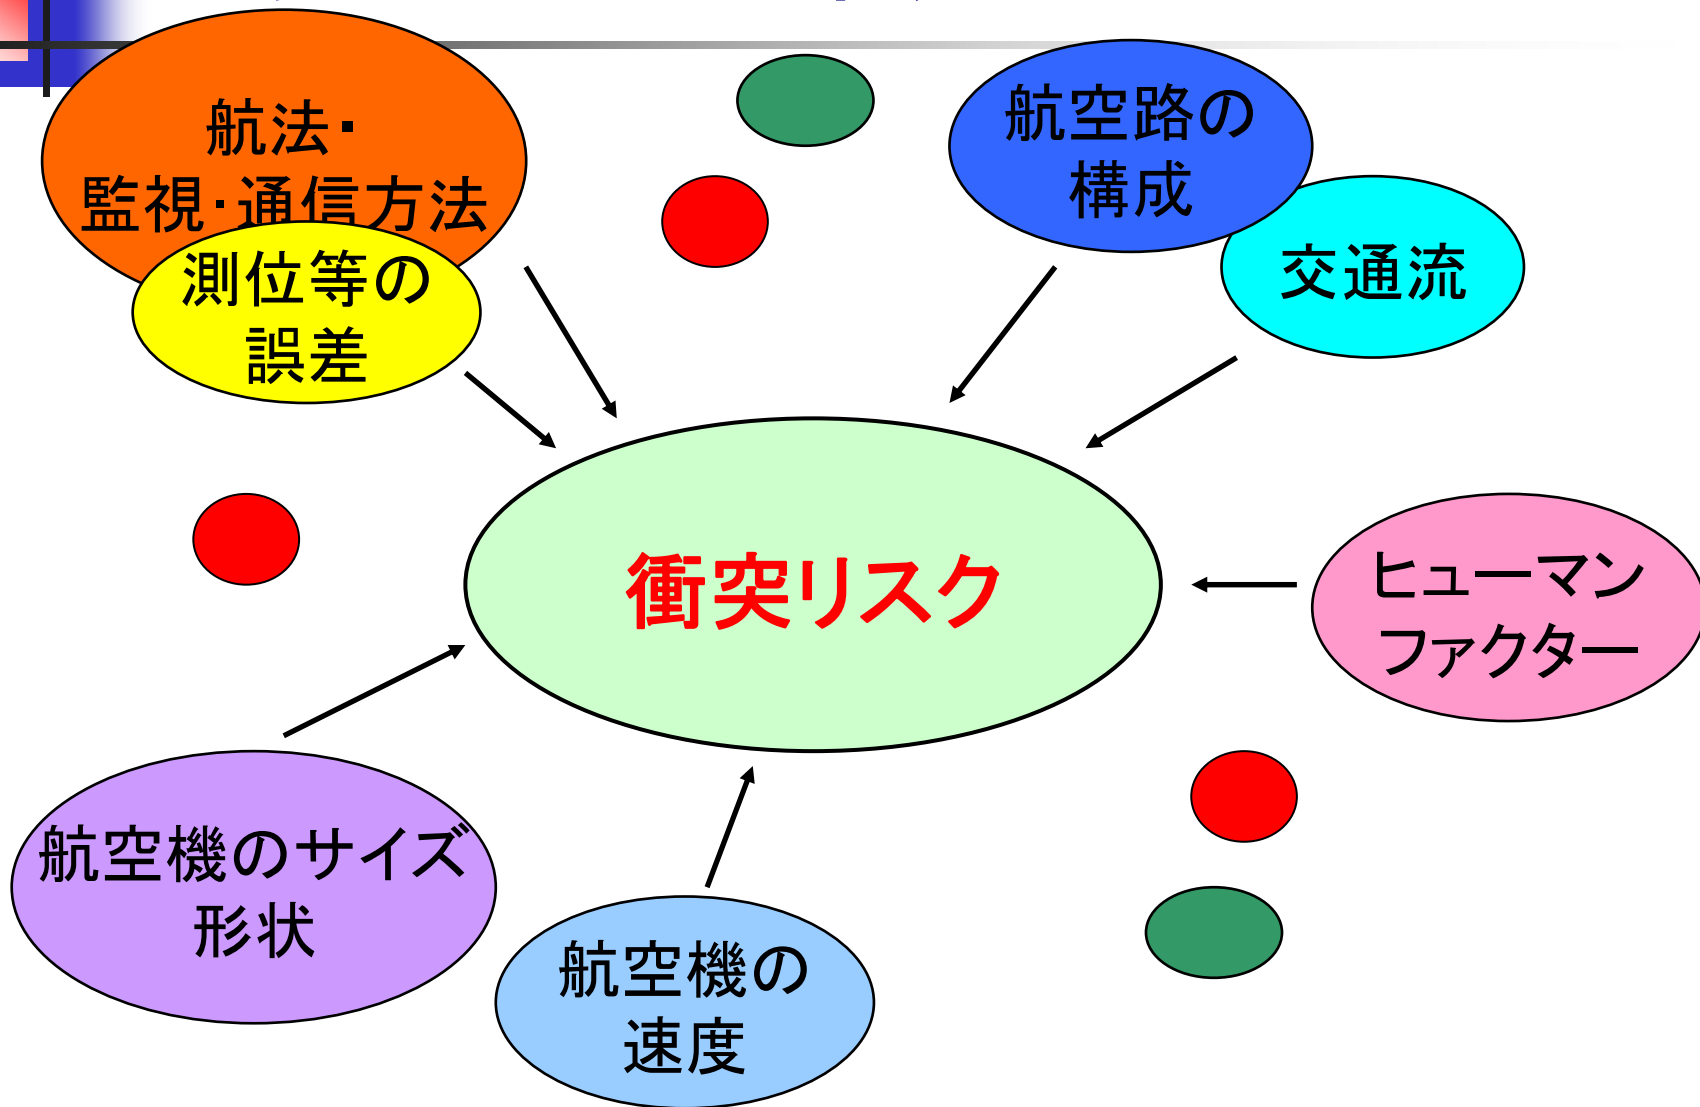 航法・
監視・通信方法
測位等の
誤差
航空路の
構成
交通流
衝突リスク
ヒューマン
ファクター
航空機のサイズ
形状
航空機の
速度